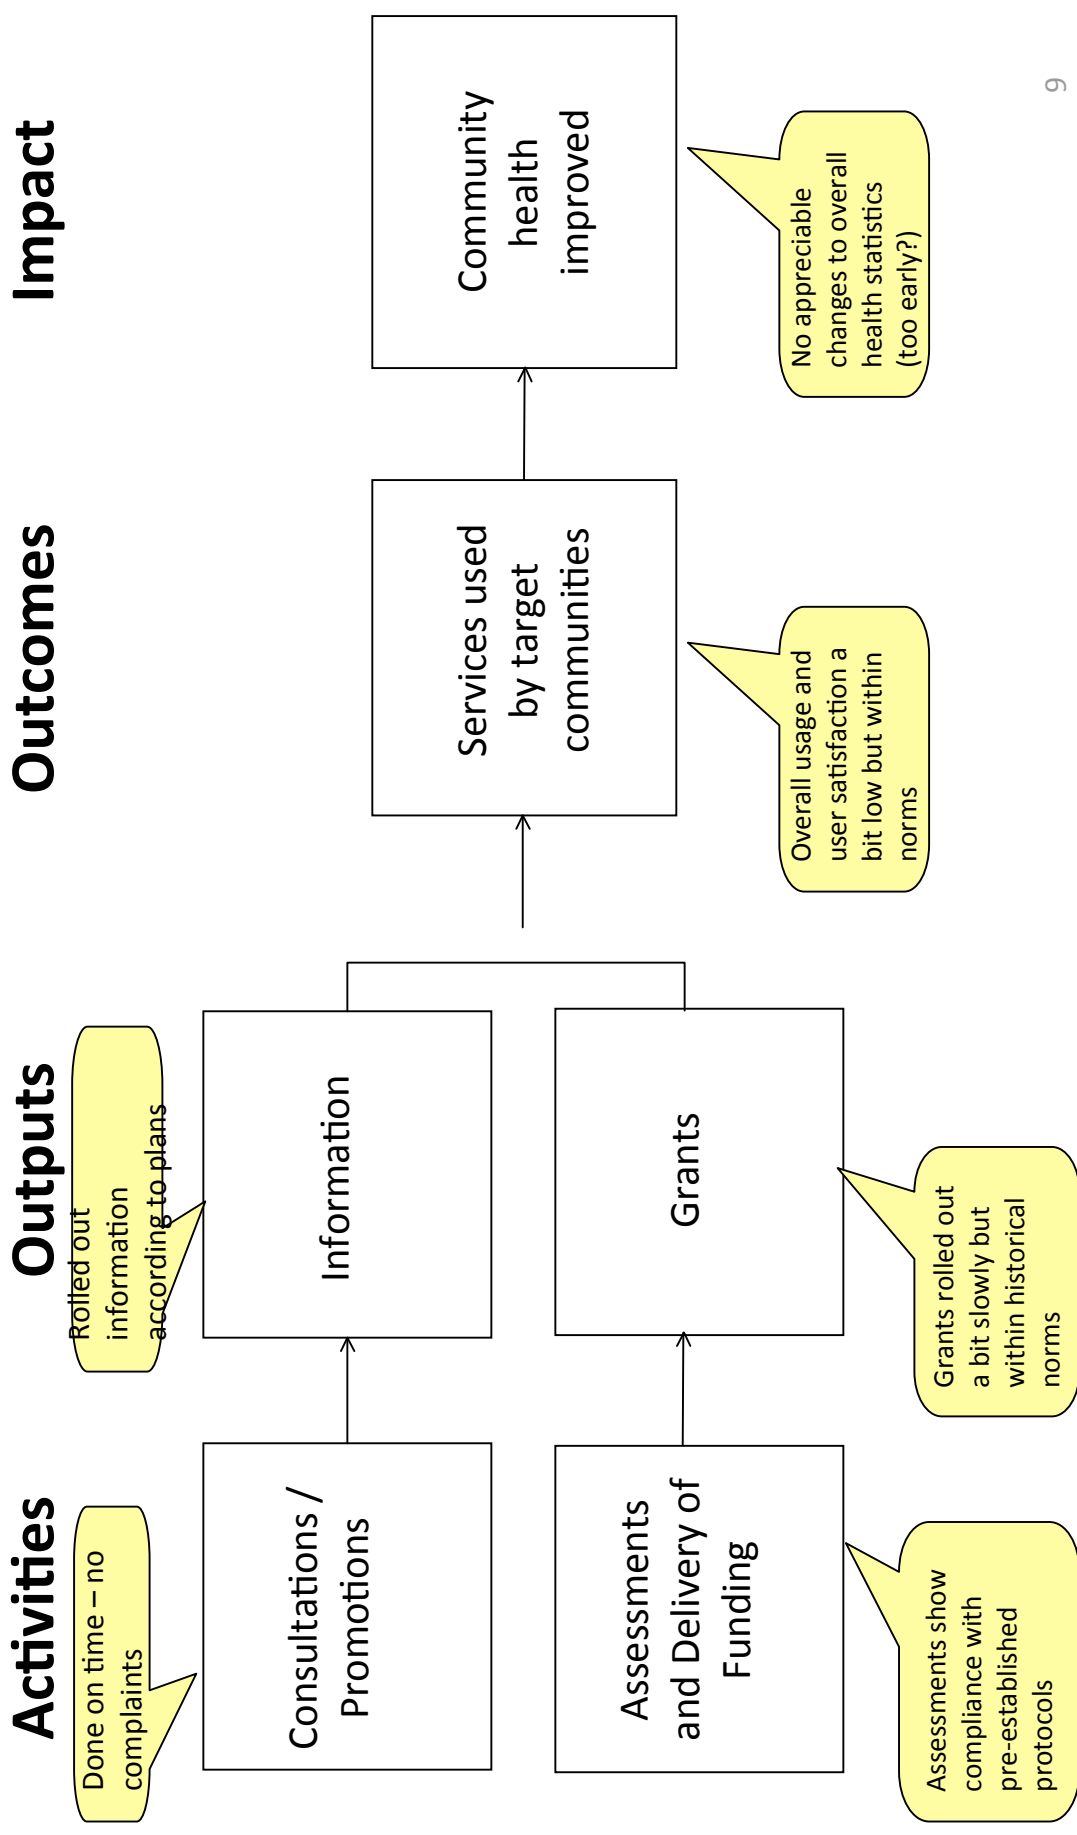 Activities
Outputs
Outcomes
Impact
Done on time – no
complaints
Rolled out
information
according to plans
Consultations /
Promotions
Information
Services used
by target
communities
Community
health
improved
Assessments
and Delivery of
Funding
Grants
Assessments show
compliance with
pre-established
protocols
Grants rolled out
a bit slowly but
within historical
norms
Overall usage and
user satisfaction a
bit low but within
norms
No appreciable
changes to overall
health statistics
(too early?)
9